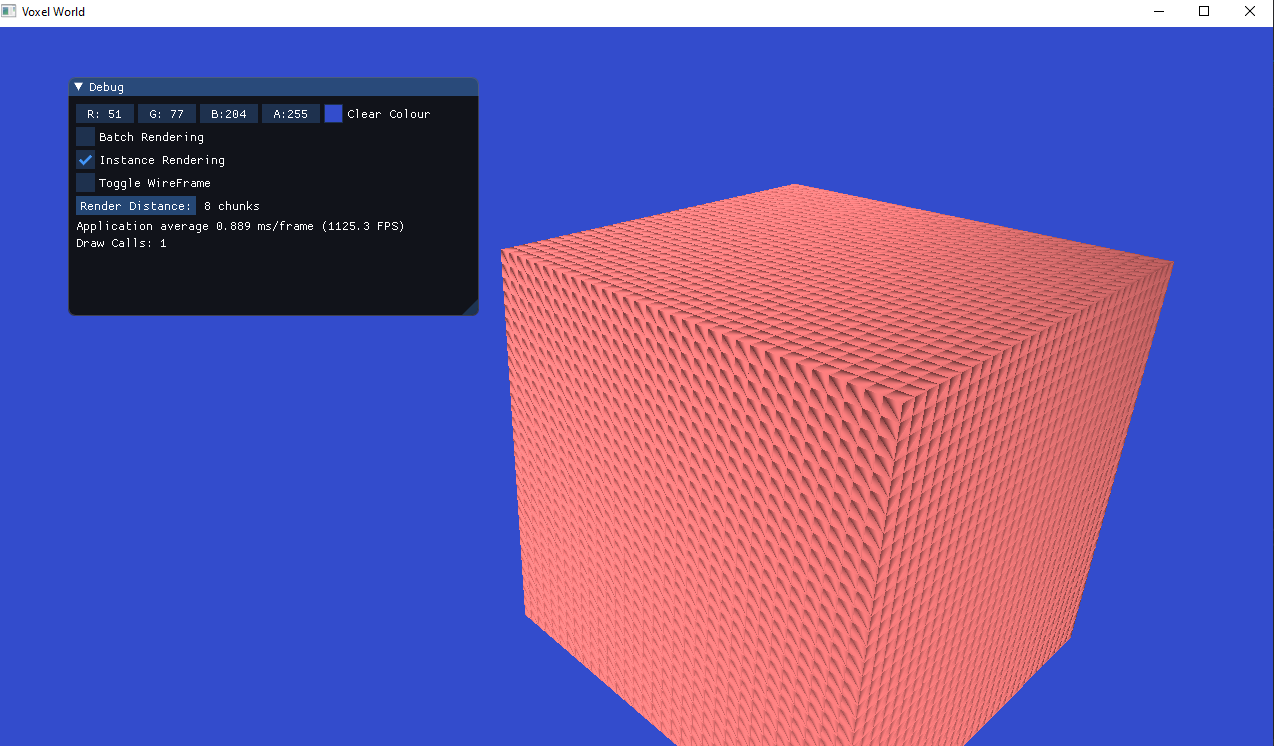 Voxel World
Debug
R: 51 G: 77 B:204 A:255 Clear Colour
Batch Rendering
Instance Rendering
Toggle WireFrame
Render Distance: 8 chunks
Application average 0.889 ms/frame (1125.3 FPS)
Draw Calls: 1